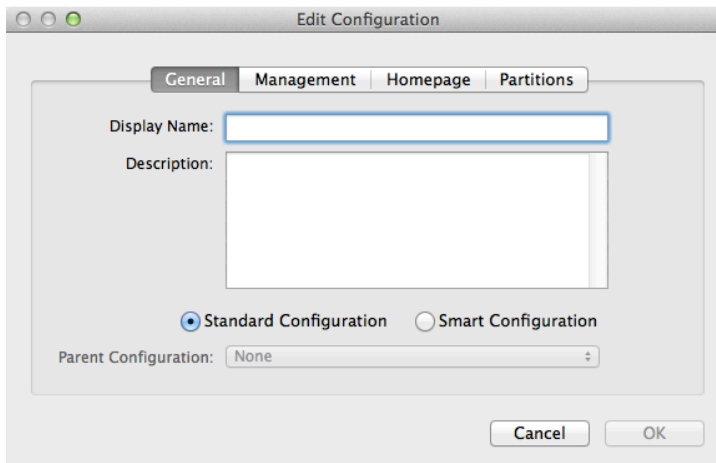 Edit Configuration
General Management Homepage Partitions
Display Name:
Description:
Standard Configuration Smart Configuration
Parent Configuration: None
Cancel OK